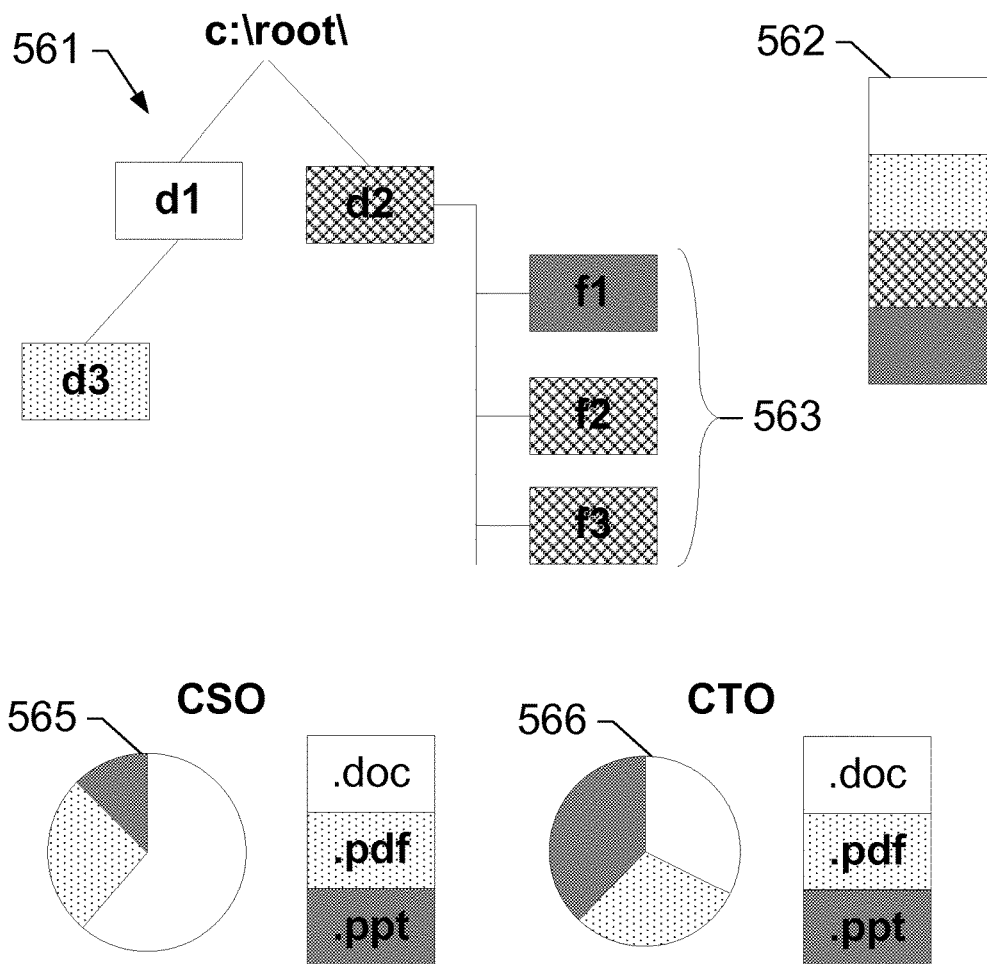 c:\root\
561
562
d1
d2
f1
d3
f2
563
f3
CSO
CTO
565
566
.doc
.doc
.pdf
.pdf
.ppt
.ppt